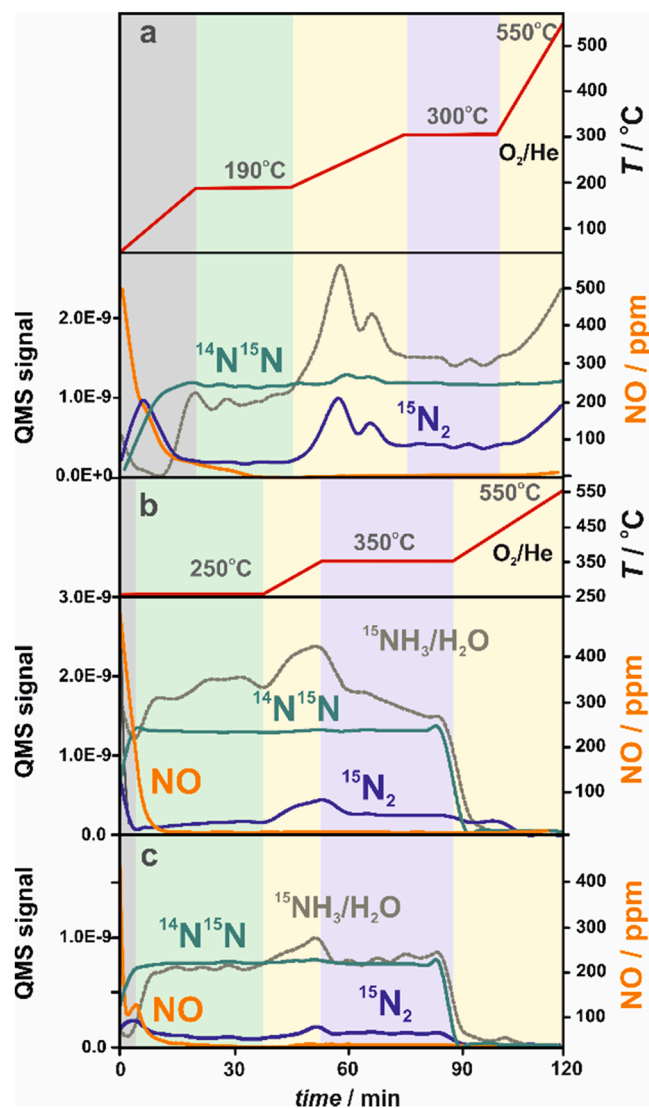 a
550°C
500
400
300°C
300
O₂/He
190°C
200
100
T / °C
QMS signal
2.0E-9
1.0E-9
0.0E+0
¹⁴N¹⁵N
¹⁵N₂
500
400
300
200
100
NO / ppm
b
550°C
550
450
350°C
O₂/He
350
250°C
250
T / °C
3.0E-9
QMS signal
2.0E-9
1.0E-9
0.0
¹⁵NH₃/H₂O
¹⁴N¹⁵N
NO
¹⁵N₂
400
300
200
100
NO / ppm
c
QMS signal
1.0E-9
0.0
¹⁵NH₃/H₂O
¹⁴N¹⁵N
NO
¹⁵N₂
400
300
200
100
NO / ppm
0 30 60 90 120
time / min